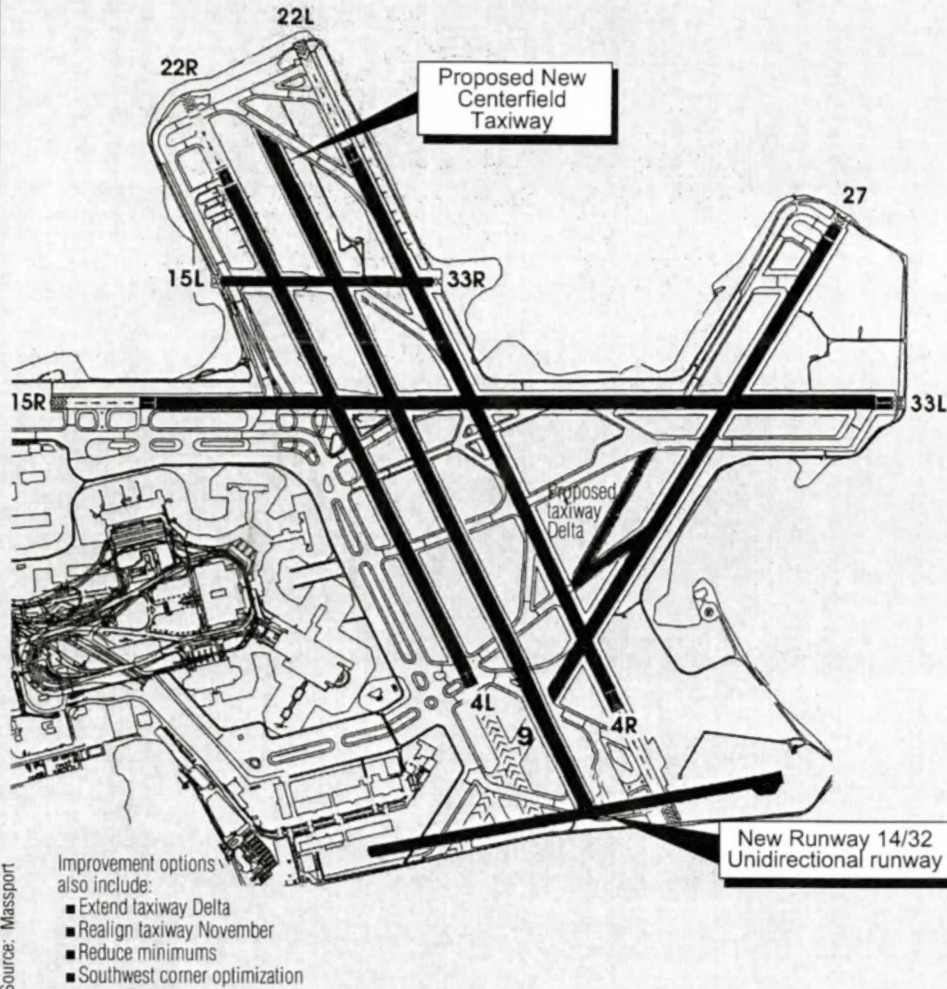 22L
22R
Proposed New
Centerfield
Taxiway
27
15L
33R
15R
33L
Proposed
taxiway
Delta
4L
4R
9
New Runway 14/32
Unidirectional runway
Improvement options
also include:
■ Extend taxiway Delta
■ Realign taxiway November
■ Reduce minimums
■ Southwest corner optimization
Source: Massport